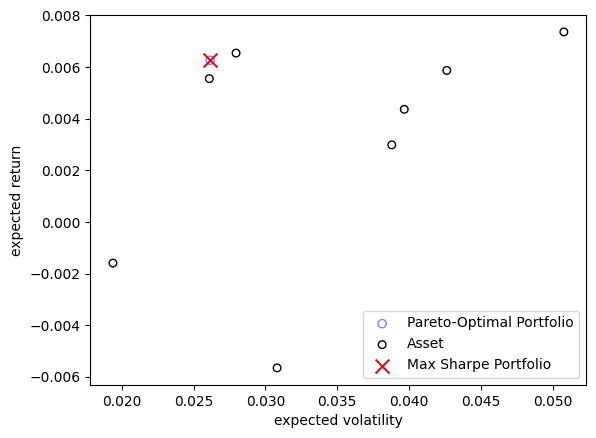 0.008
0.006
0.004
0.002
0.000
−0.002
−0.004
−0.006
expected return
Pareto-Optimal Portfolio
Asset
Max Sharpe Portfolio
0.020 0.025 0.030 0.035 0.040 0.045 0.050
expected volatility